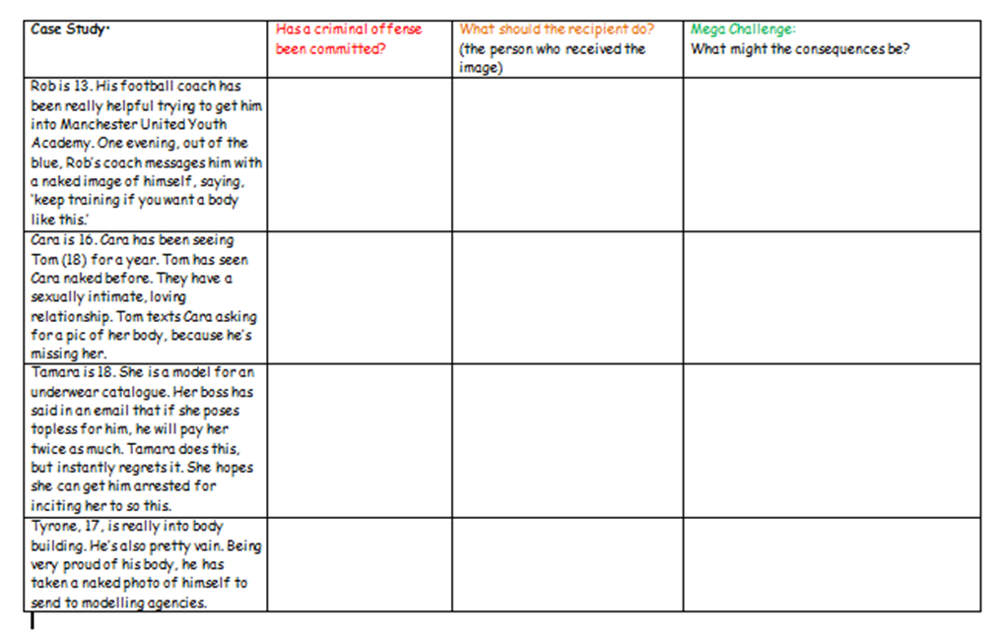 Case Study*
Has a criminal offense
been committed?
What should the recipient do?
(the person who received the
image)
Mega Challenge:
What might the consequences be?
Rob is 13. His football coach has
been really helpful trying to get him
into Manchester United Youth
Academy. One evening, out of the
blue, Rob's coach messages him with
a naked image of himself, saying,
'keep training if you want a body
like this.'
Cara is 16. Cara has been seeing
Tom (18) for a year. Tom has seen
Cara naked before. They have a
sexually intimate, loving
relationship. Tom texts Cara asking
for a pic of her body, because he's
missing her.
Tamara is 18. She is a model for an
underwear catalogue. Her boss has
said in an email that if she poses
topless for him, he will pay her
twice as much. Tamara does this,
but instantly regrets it. She hopes
she can get him arrested for
inciting her to so this.
Tyrone, 17, is really into body
building. He's also pretty vain. Being
very proud of his body, he has
taken a naked photo of himself to
send to modelling agencies.